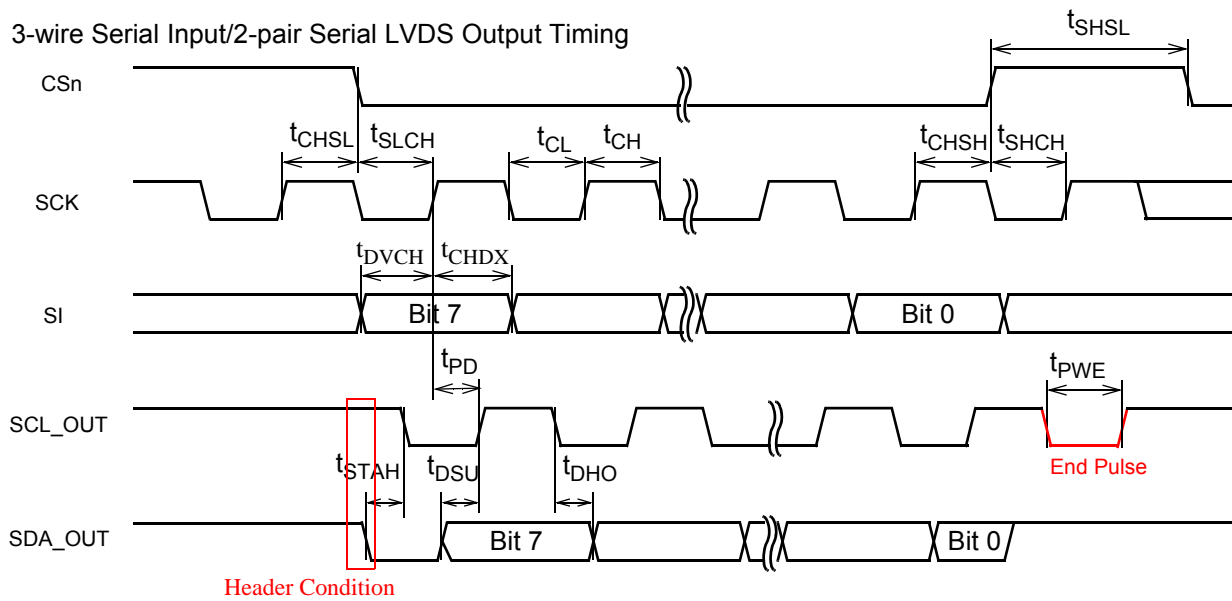 3-wire Serial Input/2-pair Serial LVDS Output Timing
tSHSL
CSn
tCHSL tSLCH tCL tCH tCHSH tSHCH
SCK
tDVCH tCHDX
SI Bit 7 Bit 0
tPD tPWE
SCL_OUT
End Pulse
tSTAH tDSU tDHO
SDA_OUT Bit 7 Bit 0
Header Condition